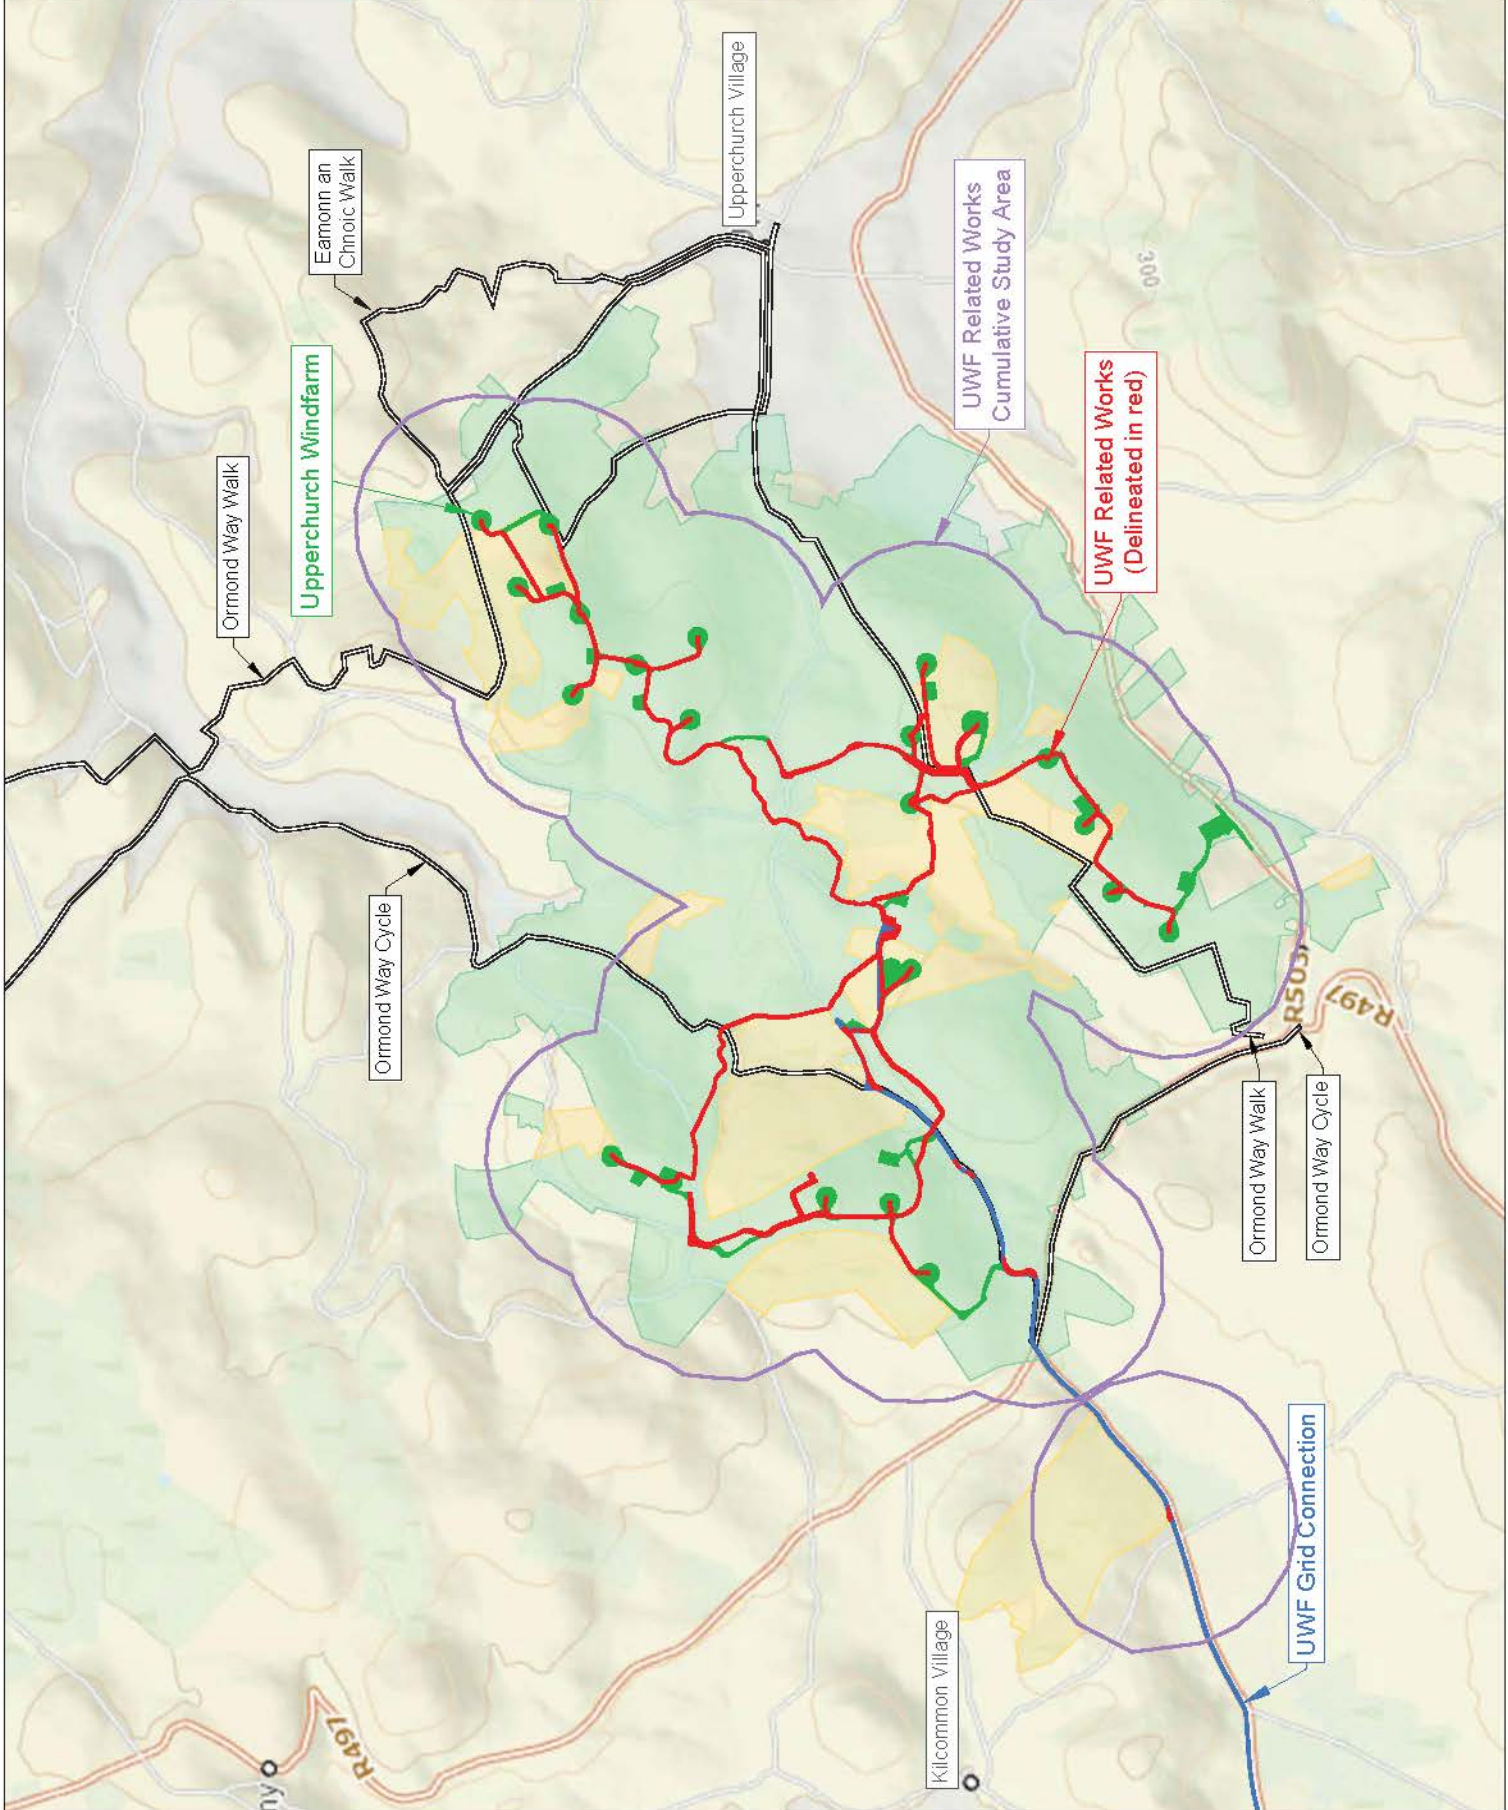 Eamonn an
Chnoic Walk
Upperchurch Village
Ormond Way Walk
Upperchurch Windfarm
UWF Related Works
Cumulative Study Area
300
Ormond Way Cycle
UWF Related Works
(Delineated in red)
R503
R497
Ormond Way Walk
Ormond Way Cycle
UWF Grid Connection
Kilcommon Village
R497
ny